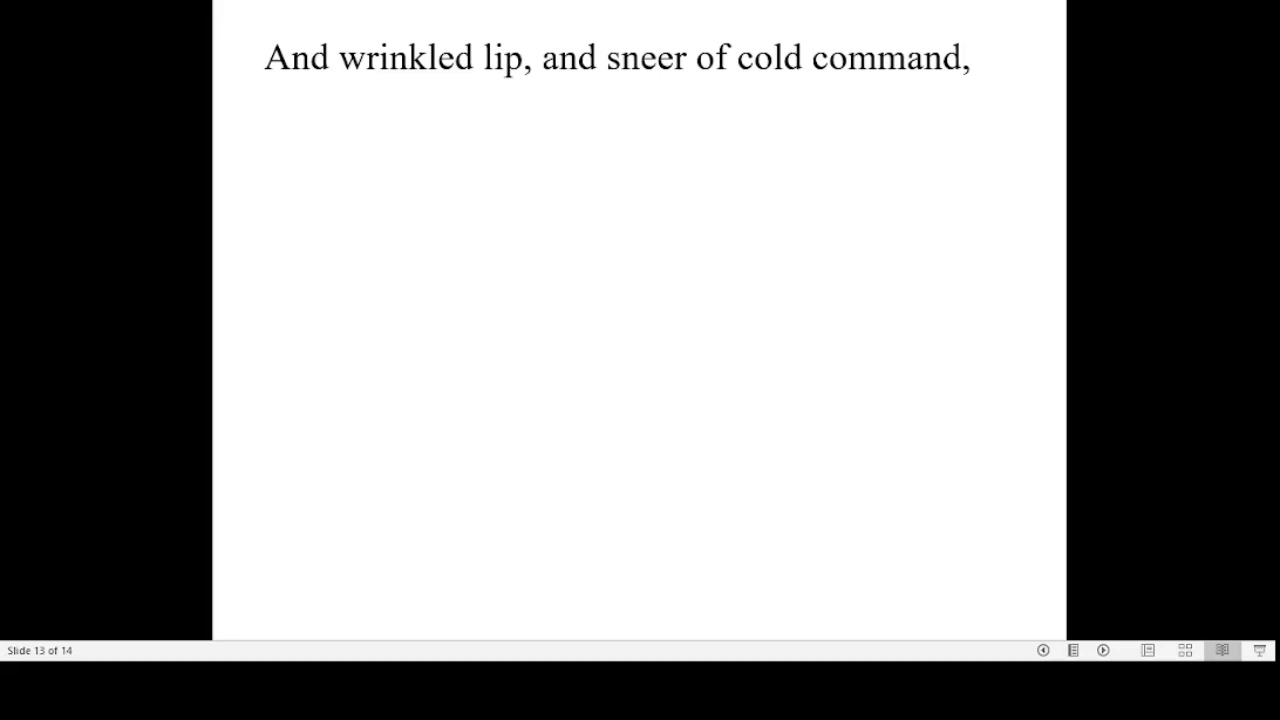 And wrinkled lip, and sneer of cold command,
Slide 13 of 14